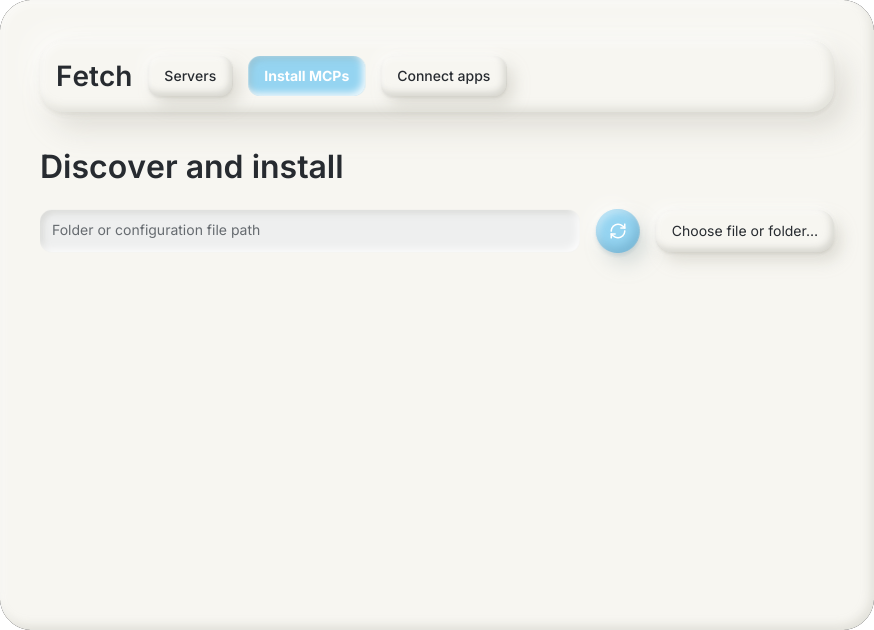 Fetch Servers Install MCPs Connect apps
Discover and install
Folder or configuration file path Choose file or folder...